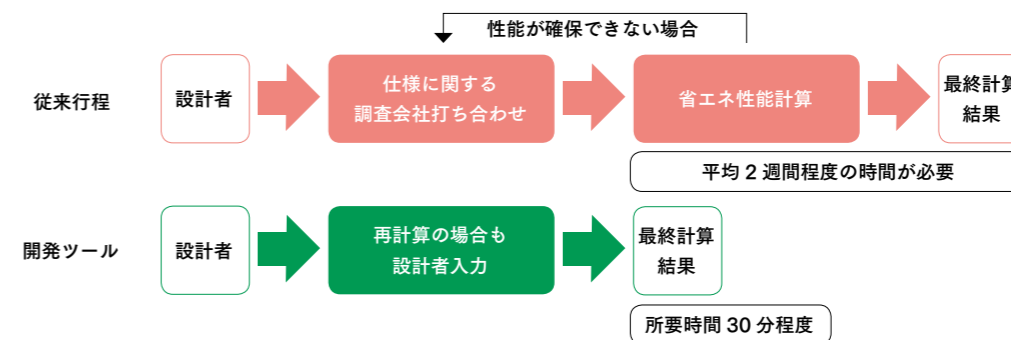 性能が確保できない場合
従来行程
設計者
仕様に関する
調査会社打ち合わせ
省エネ性能計算
最終計算
結果
平均2週間程度の時間が必要
開発ツール
設計者
再計算の場合も
設計者入力
最終計算
結果
所要時間30分程度